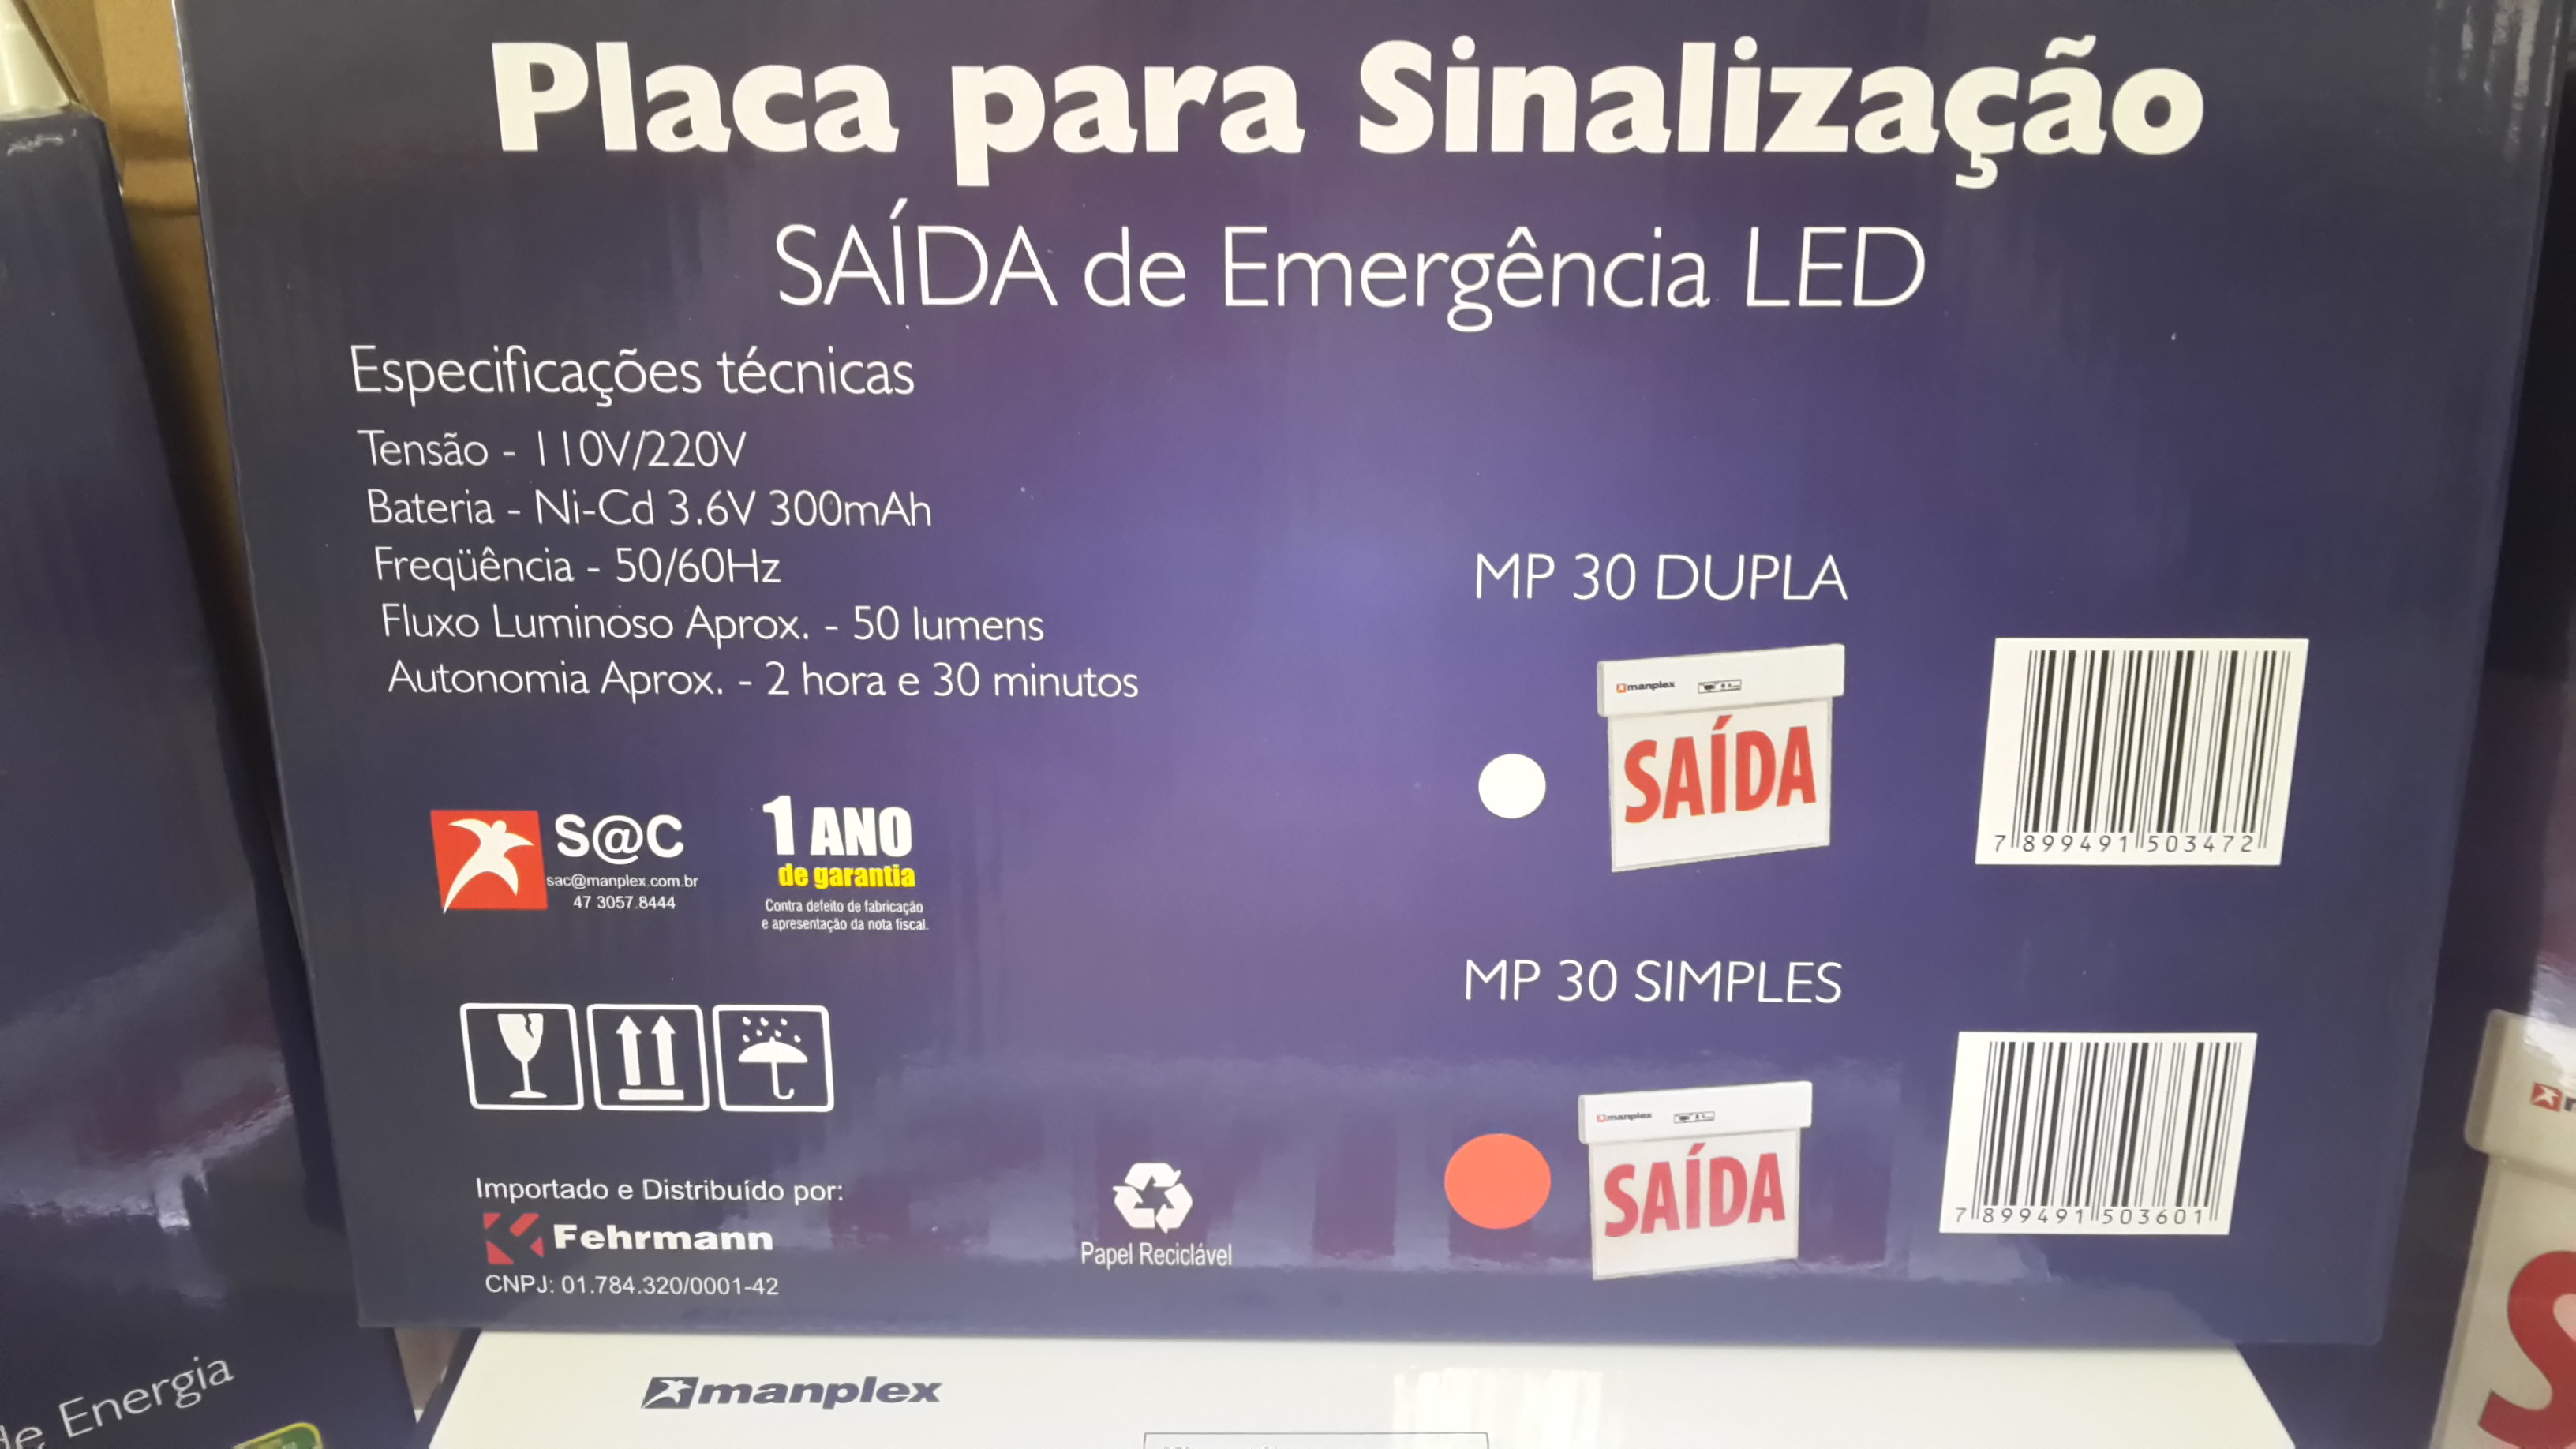 Placa para Sinalização
SAÍDA de Emergência LED
Especificações técnicas
Tensão - 110V/220V
Bateria - Ni-Cd 3.6V 300mAh
Freqüência - 50/60Hz
Fluxo Luminoso Aprox. - 50 lumens
Autonomia Aprox. - 2 hora e 30 minutos
S@C
sac@manplex.com.br
47 3057.8444
1 ANO
de garantia
Contra defeito de fabricação
e apresentação da nota fiscal.
MP 30 DUPLA
manplex
SAÍDA
7 899491 503472
MP 30 SIMPLES
manplex
SAÍDA
7 899491 503601
Importado e Distribuído por:
Fehrmann
CNPJ: 01.784.320/0001-42
Papel Reciclável
manplex
de Energia
S